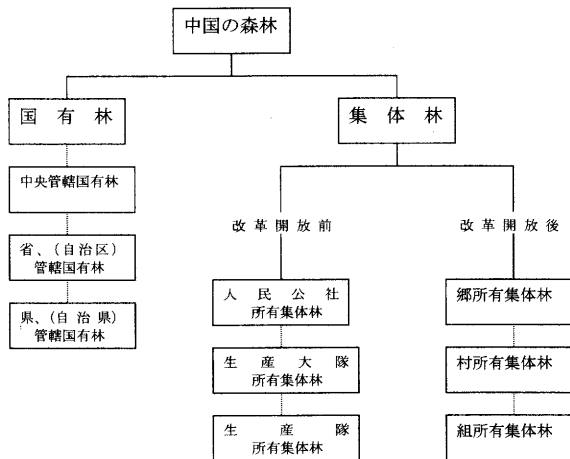 中国の森林
国有林
集体林
中央管轄国有林
省、(自治区)
管轄国有林
県、(自治県)
管轄国有林
改革開放前
改革開放後
人民公社
所有集体林
生産大隊
所有集体林
生産隊
所有集体林
郷所有集体林
村所有集体林
組所有集体林